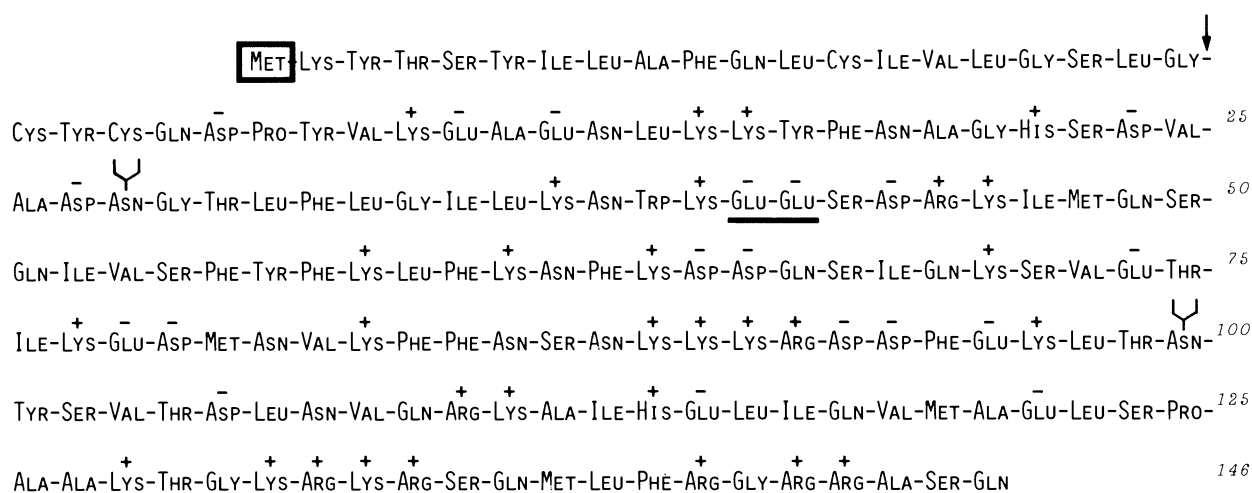 MET-LYS-TYR-THR-SER-TYR-ILE-LEU-ALA-PHE-GLN-LEU-CYS-ILE-VAL-LEU-GLY-SER-LEU-GLY-
- + - - + + + -
CYS-TYR-CYS-GLN-ASP-PRO-TYR-VAL-LYS-GLU-ALA-GLU-ASN-LEU-LYS-LYS-TYR-PHE-ASN-ALA-GLY-HIS-SER-ASP-VAL- 25
- + + - - - + +
ALA-ASP-ASN-GLY-THR-LEU-PHE-LEU-GLY-ILE-LEU-LYS-ASN-TRP-LYS-GLU-GLU-SER-ASP-ARG-LYS-ILE-MET-GLN-SER- 50
+ + + - - + -
GLN-ILE-VAL-SER-PHE-TYR-PHE-LYS-LEU-PHE-LYS-ASN-PHE-LYS-ASP-ASP-GLN-SER-ILE-GLN-LYS-SER-VAL-GLU-THR- 75
+ - - + + + + + - - - +
ILE-LYS-GLU-ASP-MET-ASN-VAL-LYS-PHE-PHE-ASN-SER-ASN-LYS-LYS-LYS-ARG-ASP-ASP-PHE-GLU-LYS-LEU-THR-ASN- 100
- + + + - -
TYR-SER-VAL-THR-ASP-LEU-ASN-VAL-GLN-ARG-LYS-ALA-ILE-HIS-GLU-LEU-ILE-GLN-VAL-MET-ALA-GLU-LEU-SER-PRO- 125
+ + + + + + + +
ALA-ALA-LYS-THR-GLY-LYS-ARG-LYS-ARG-SER-GLN-MET-LEU-PHE-ARG-GLY-ARG-ARG-ALA-SER-GLN 146